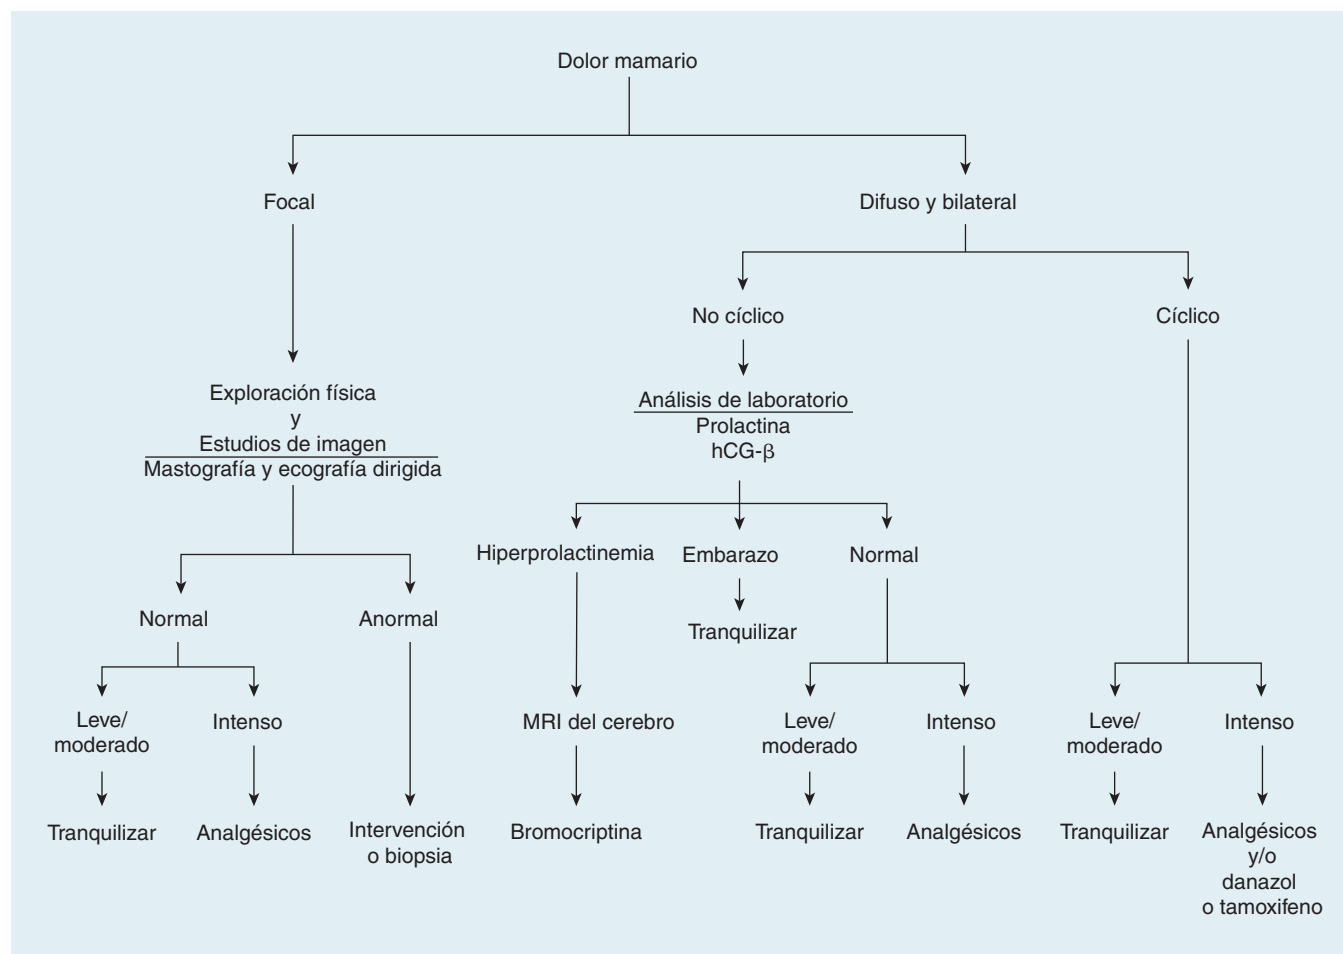 Dolor mamario
Focal
Difuso y bilateral
No cíclico
Cíclico
Exploración física
y
Estudios de imagen
Mastografía y ecografía dirigida
Análisis de laboratorio
Prolactina
hCG-β
Hiperprolactinemia
Embarazo
Normal
Tranquilizar
Normal
Anormal
Leve/
moderado
Intenso
MRI del cerebro
Leve/
moderado
Intenso
Leve/
moderado
Intenso
Tranquilizar
Analgésicos
Intervención
o biopsia
Bromocriptina
Tranquilizar
Analgésicos
Tranquilizar
Analgésicos
y/o
danazol
o tamoxifeno